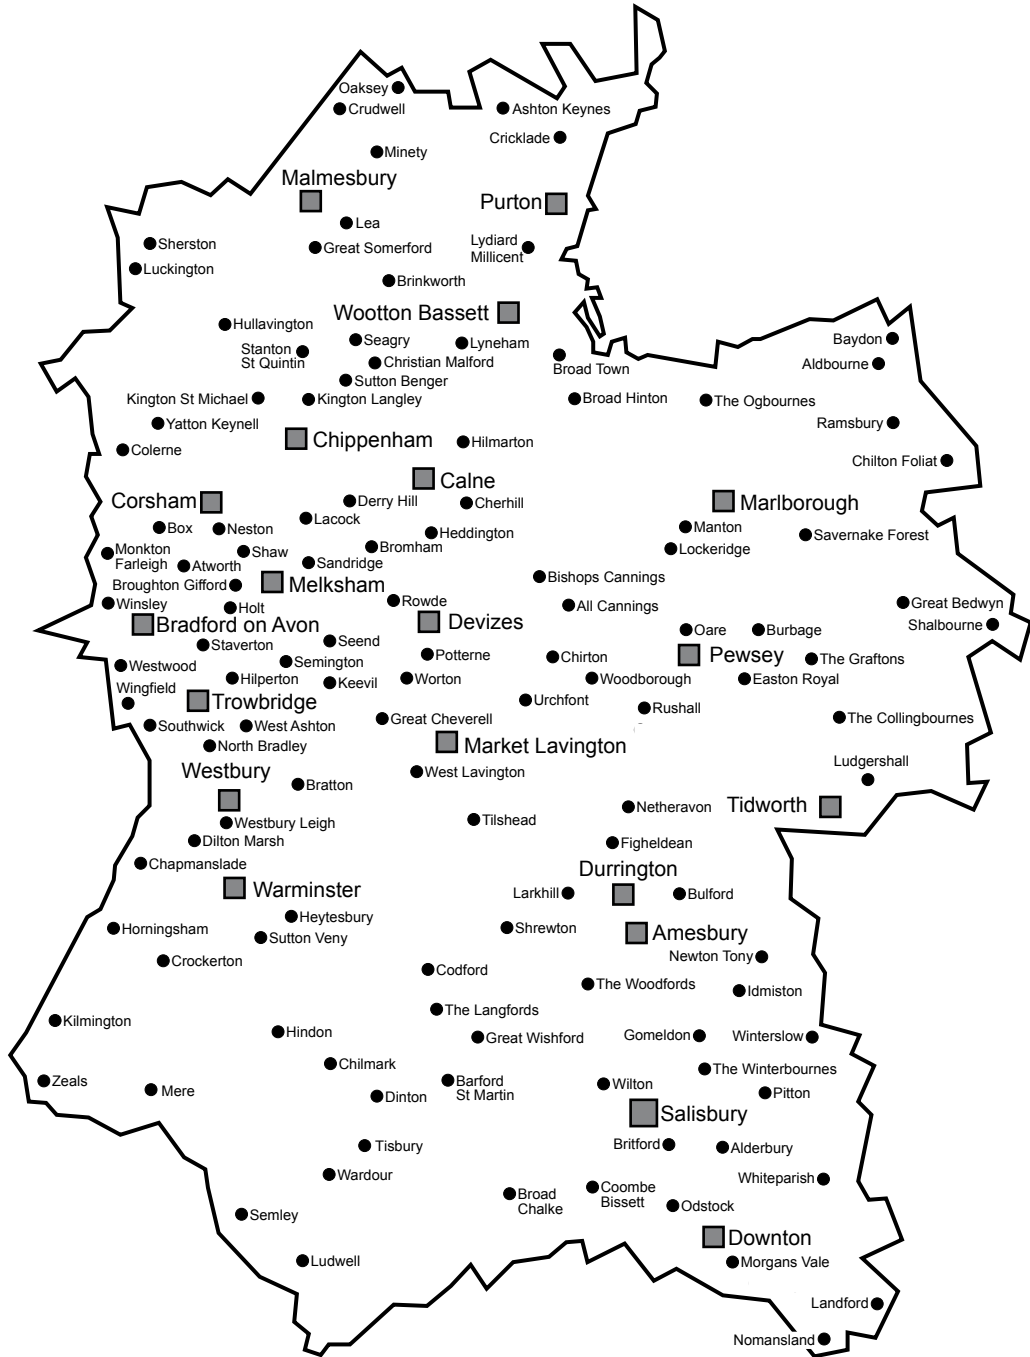 Oaksey
Crudwell
Ashton Keynes
Cricklade
Minety
Malmesbury
Purton
Lea
Sherston
Great Somerford
Lydiard
Millicent
Luckington
Brinkworth
Wootton Bassett
Hullavington
Seagry
Lyneham
Baydon
Stanton
St Quintin
Christian Malford
Broad Town
Aldbourne
Sutton Benger
Kington St Michael
Kington Langley
Broad Hinton
The Ogbournes
Yatton Keynell
Ramsbury
Chippenham
Hilmarton
Colerne
Chilton Foliat
Calne
Corsham
Derry Hill
Cherhill
Marlborough
Lacock
Box
Neston
Heddington
Manton
Savernake Forest
Monkton
Farleigh
Shaw
Bromham
Lockeridge
Atworth
Sandridge
Broughton Gifford
Melksham
Bishops Cannings
Winsley
Holt
Rowde
All Cannings
Great Bedwyn
Bradford on Avon
Devizes
Shalbourne
Staverton
Seend
Oare
Burbage
Westwood
Semington
Potterne
Chirton
Pewsey
The Graftons
Wingfield
Hilperton
Keevil
Worton
Woodborough
Easton Royal
Trowbridge
Urchfont
Rushall
Southwick
West Ashton
Great Cheverell
The Collingbournes
North Bradley
Market Lavington
Westbury
Bratton
West Lavington
Ludgershall
Westbury Leigh
Tilshead
Netheravon
Tidworth
Dilton Marsh
Figheldean
Chapmanslade
Durrington
Warminster
Larkhill
Bulford
Heytesbury
Horningsham
Sutton Veny
Shrewton
Amesbury
Crockerton
Codford
Newton Tony
The Woodfords
Idmiston
Kilmington
The Langfords
Hindon
Great Wishford
Gomeldon
Winterslow
Chilmark
The Winterbournes
Zeals
Mere
Dinton
Barford
St Martin
Wilton
Pitton
Salisbury
Tisbury
Britford
Alderbury
Wardour
Whiteparish
Broad
Chalke
Coombe
Bissett
Odstock
Semley
Downton
Ludwell
Morgans Vale
Landford
Nomansland